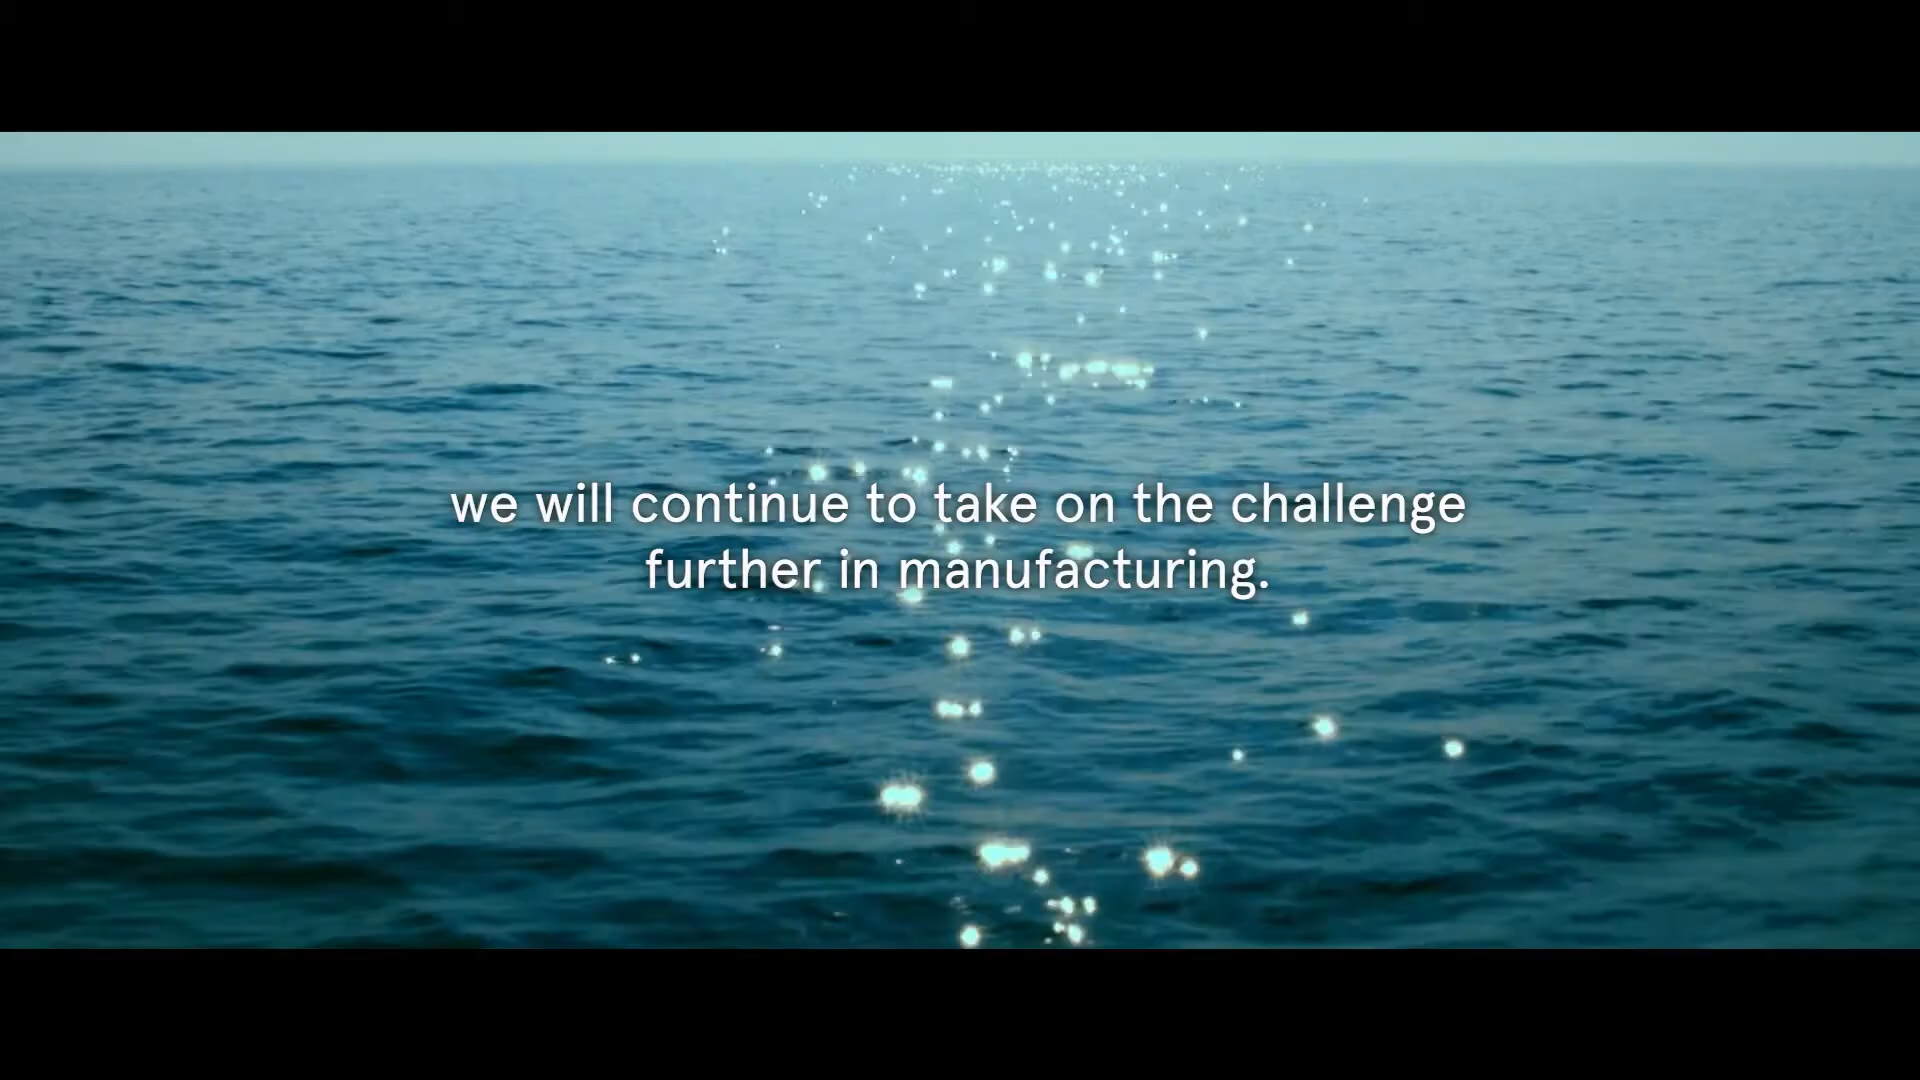 we will continue to take on the challenge
further in manufacturing.